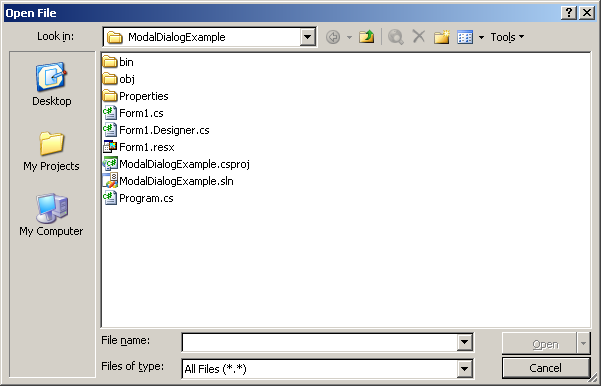 Open File
Look in: ModalDialogExample Tools
Desktop
My Projects
My Computer
bin
obj
Properties
Form1.cs
Form1.Designer.cs
Form1.resx
ModalDialogExample.csproj
ModalDialogExample.sln
Program.cs
File name: Open
Files of type: All Files (*.*) Cancel